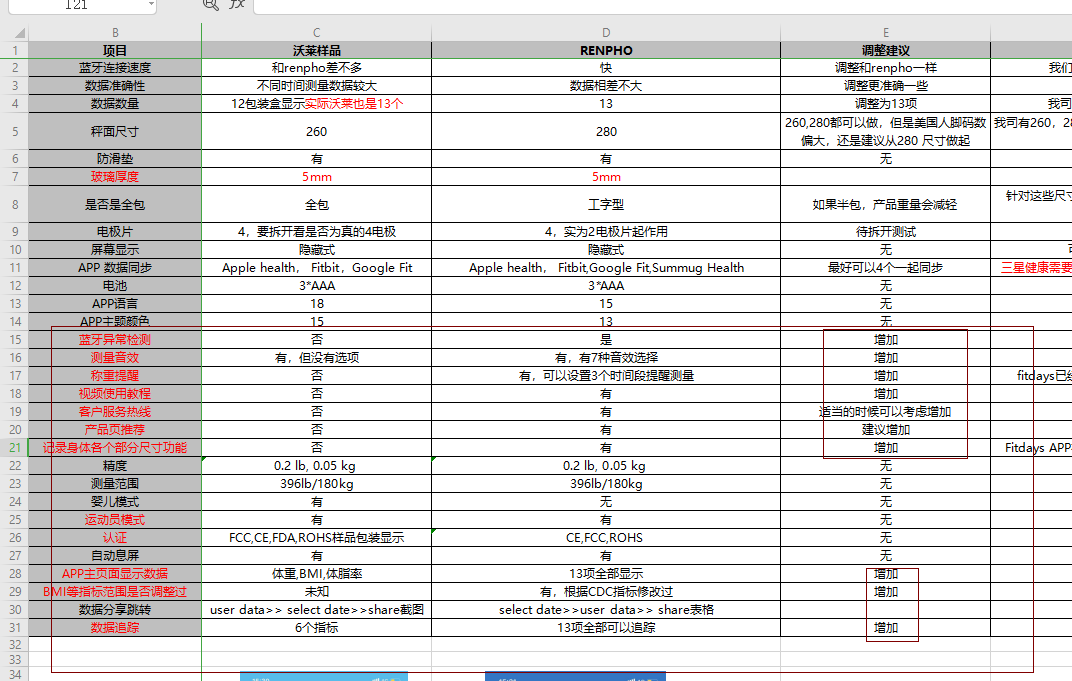 I21 fx
B C D E
1 项目 沃莱样品 RENPHO 调整建议
2 蓝牙连接速度 和renpho差不多 快 调整和renpho一样 我们
3 数据准确性 不同时间测量数据较大 数据相差不大 调整更准确一些
4 数据数量 12包装盒显示实际沃莱也是13个 13 调整为13项 我司
5 秤面尺寸 260 280 260,280都可以做，但是美国人脚码数 我司有260，28
偏大，还是建议从280 尺寸做起
6 防滑垫 有 有 无
7 玻璃厚度 5mm 5mm
8 是否是全包 全包 工字型 如果半包，产品重量会减轻 针对这些尺寸
9 电极片 4，要拆开看是否为真的4电极 4，实为2电极片起作用 待拆开测试
10 屏幕显示 隐藏式 隐藏式 无
11 APP 数据同步 Apple health， Fitbit，Google Fit Apple health， Fitbit,Google Fit,Summug Health 最好可以4个一起同步 三星健康需要
12 电池 3*AAA 3*AAA 无
13 APP语言 18 15 无
14 APP主题颜色 15 13 无
15 蓝牙异常检测 否 是 增加
16 测量音效 有，但没有选项 有，有7种音效选择 增加
17 称重提醒 否 有，可以设置3个时间段提醒测量 增加 fitdays已经
18 视频使用教程 否 有 增加
19 客户服务热线 否 有 适当的时候可以考虑增加
20 产品页推荐 否 有 建议增加
21 记录身体各个部分尺寸功能 否 有 增加 Fitdays APP
22 精度 0.2 lb, 0.05 kg 0.2 lb, 0.05 kg 无
23 测量范围 396lb/180kg 396lb/180kg 无
24 婴儿模式 有 无 无
25 运动员模式 有 有 无
26 认证 FCC,CE,FDA,ROHS样品包装显示 CE,FCC,ROHS 无
27 自动息屏 有 有 无
28 APP主页面显示数据 体重,BMI,体脂率 13项全部显示 增加
29 BMI等指标范围是否调整过 未知 有，根据CDC指标修改过 增加
30 数据分享跳转 user data>> select date>>share截图 select date>>user data>> share表格
31 数据追踪 6个指标 13项全部可以追踪 增加
32
33
34